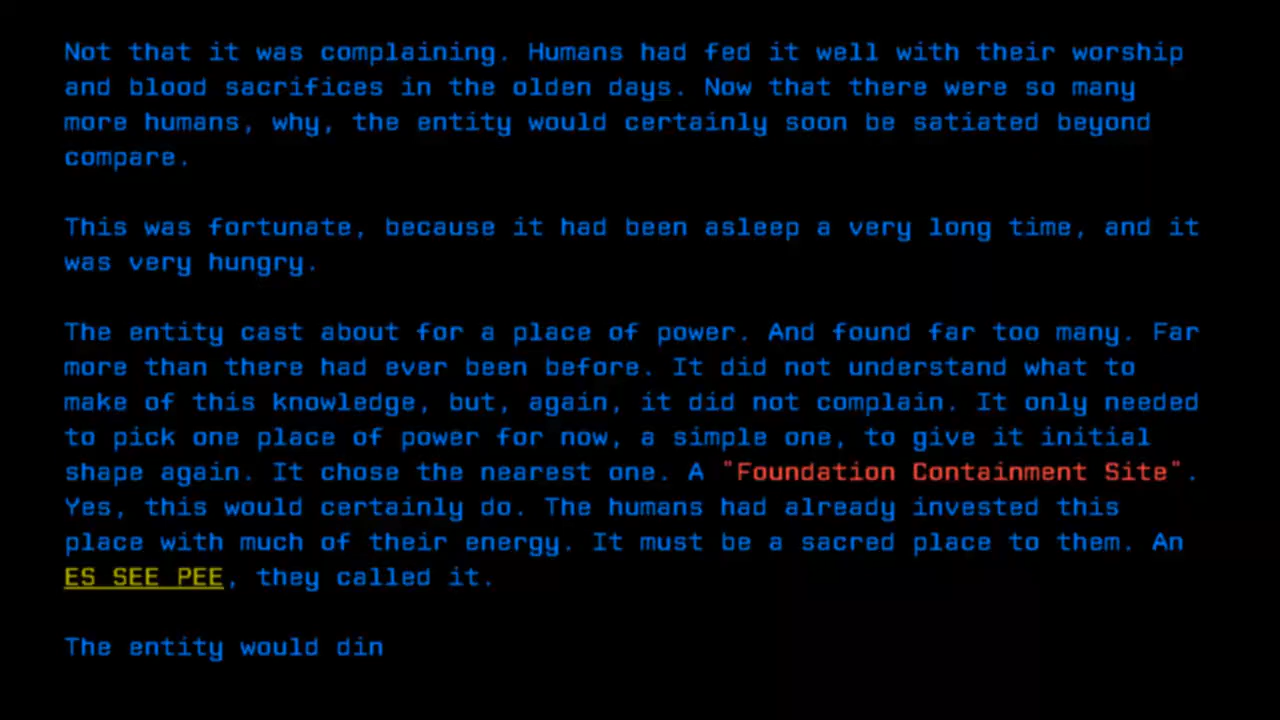 Not that it was complaining. Humans had fed it well with their worship
and blood sacrifices in the olden days. Now that there were so many
more humans, why, the entity would certainly soon be satiated beyond
compare.
This was fortunate, because it had been asleep a very long time, and it
was very hungry.
The entity cast about for a place of power. And found far too many. Far
more than there had ever been before. It did not understand what to
make of this knowledge, but, again, it did not complain. It only needed
to pick one place of power for now, a simple one, to give it initial
shape again. It chose the nearest one. A "Foundation Containment Site".
Yes, this would certainly do. The humans had already invested this
place with much of their energy. It must be a sacred place to them. An
ES SEE PEE, they called it.
The entity would din